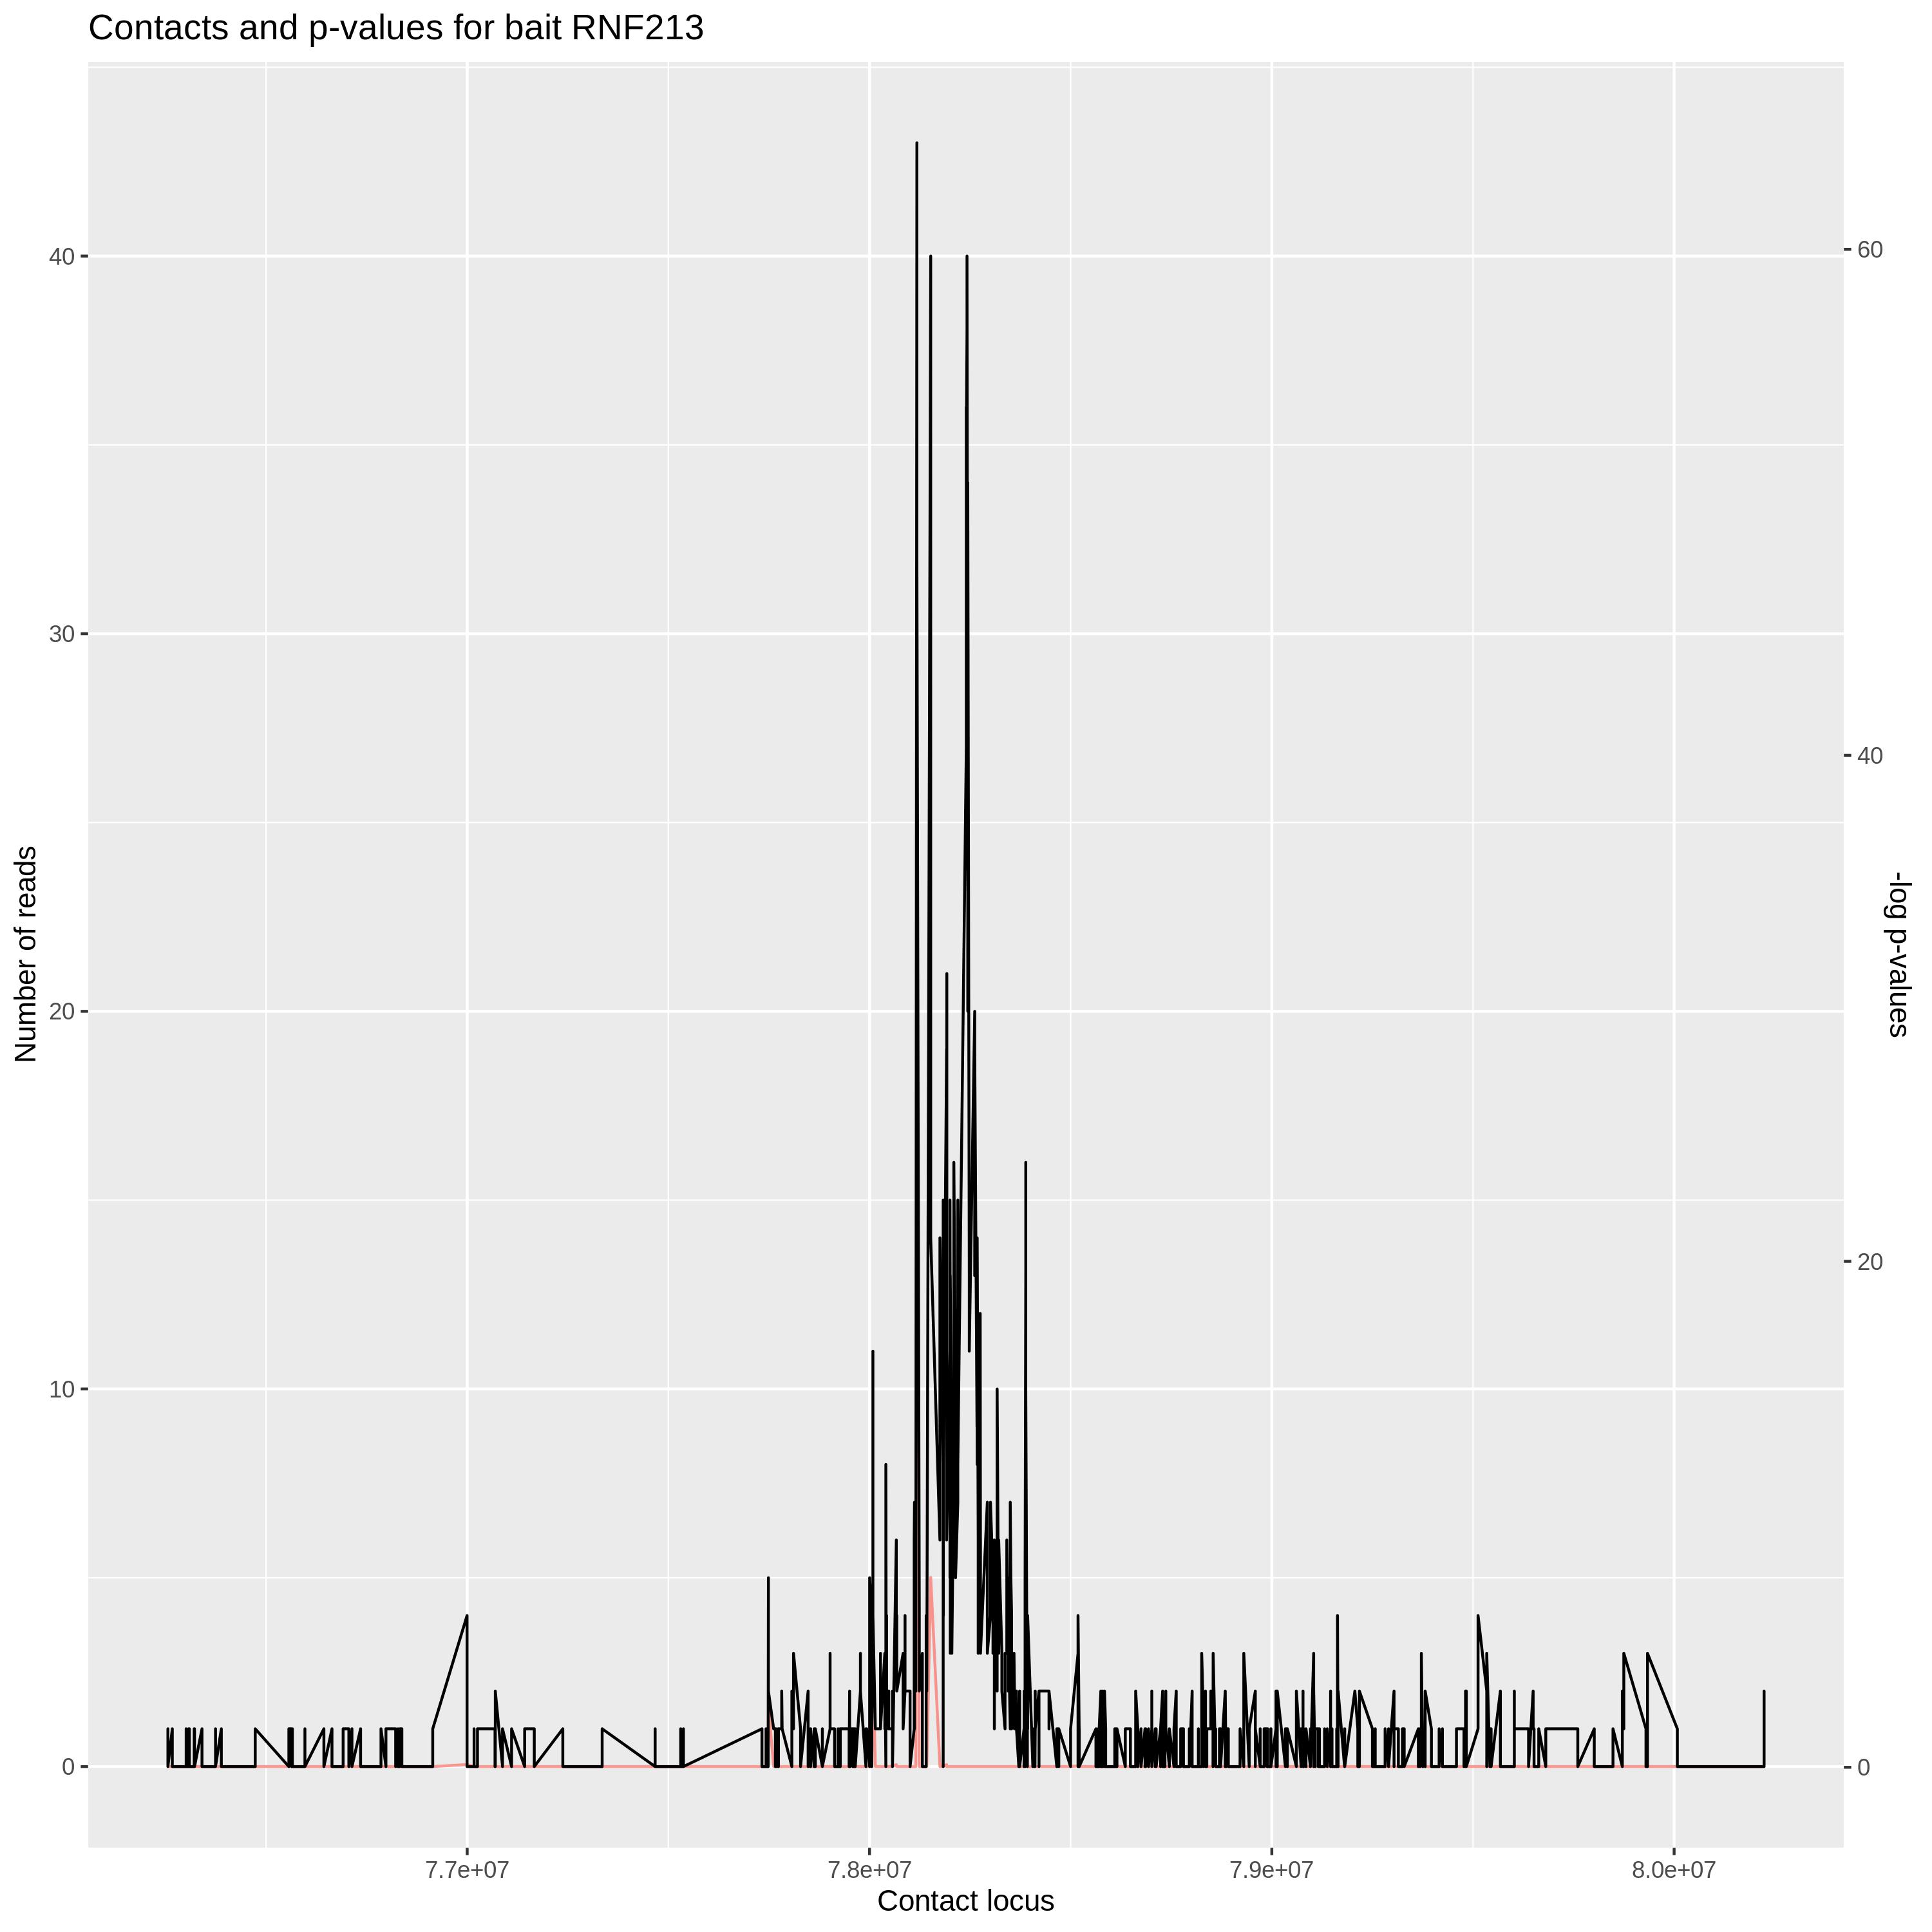 Contacts and p-values for bait RNF213
40
30
20
10
0
60
40
20
0
Number of reads
-log p-values
7.7e+07 7.8e+07 7.9e+07 8.0e+07
Contact locus